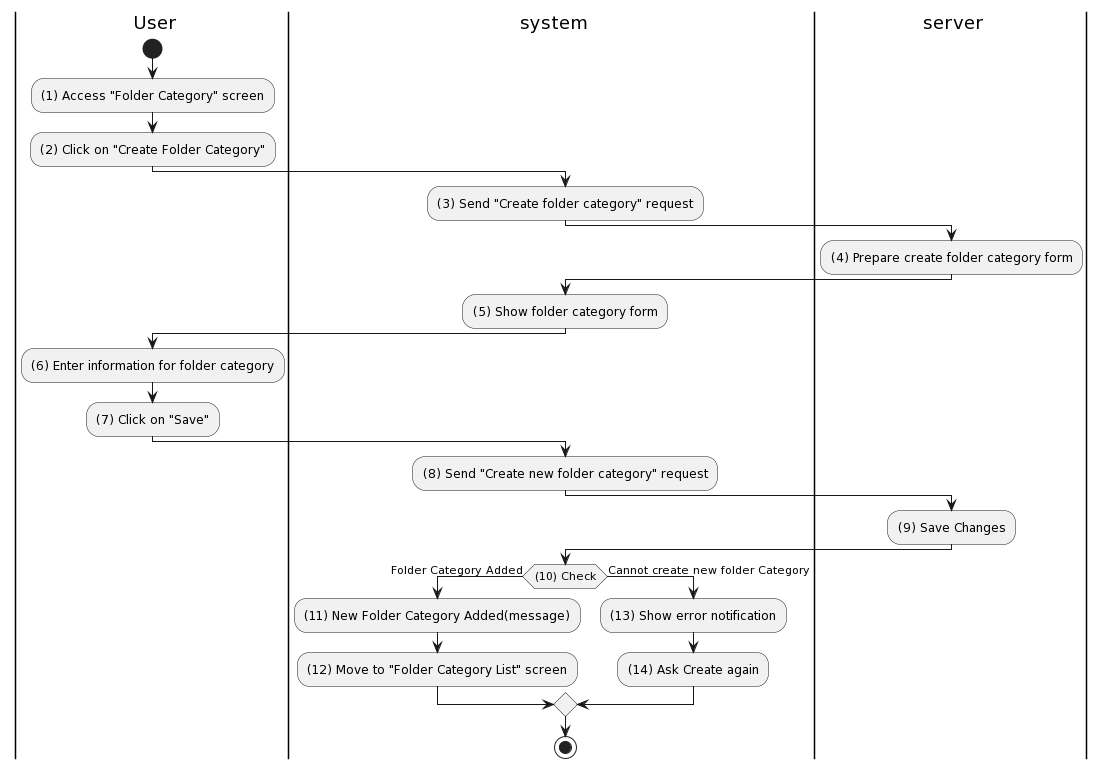 User
system
server
(1) Access "Folder Category" screen
(2) Click on "Create Folder Category"
(3) Send "Create folder category" request
(4) Prepare create folder category form
(5) Show folder category form
(6) Enter information for folder category
(7) Click on "Save"
(8) Send "Create new folder category" request
(9) Save Changes
Folder Category Added
(10) Check
Cannot create new folder Category
(11) New Folder Category Added(message)
(13) Show error notification
(12) Move to "Folder Category List" screen
(14) Ask Create again